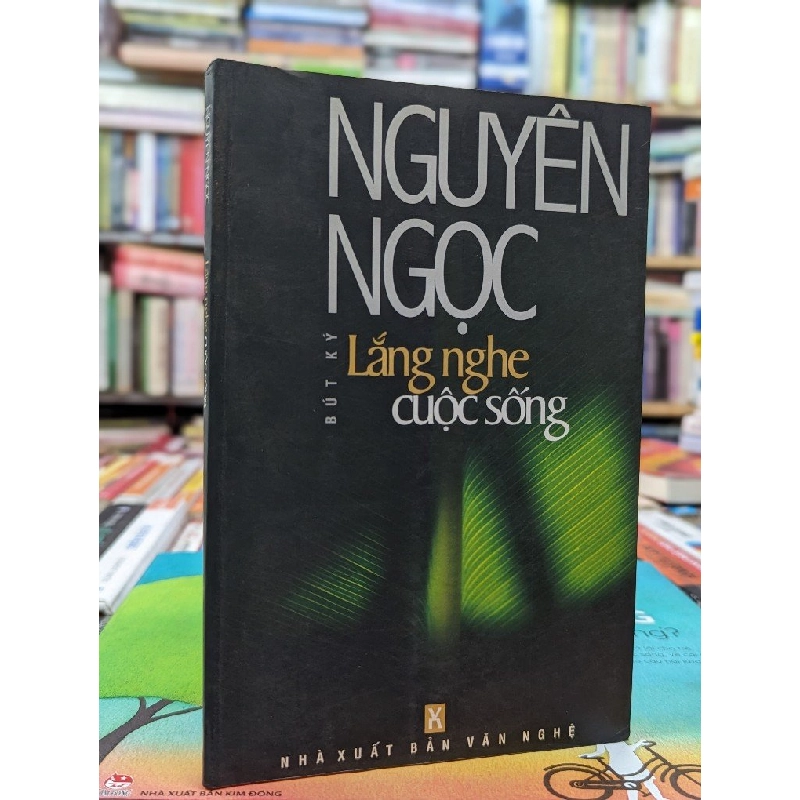 NGUYÊN
NGỌC
BÚT KÝ
Lắng nghe
cuộc sống
NHÀ XUẤT BẢN VĂN NGHỆ
NHÀ XUẤT BẢN KIM ĐỒNG